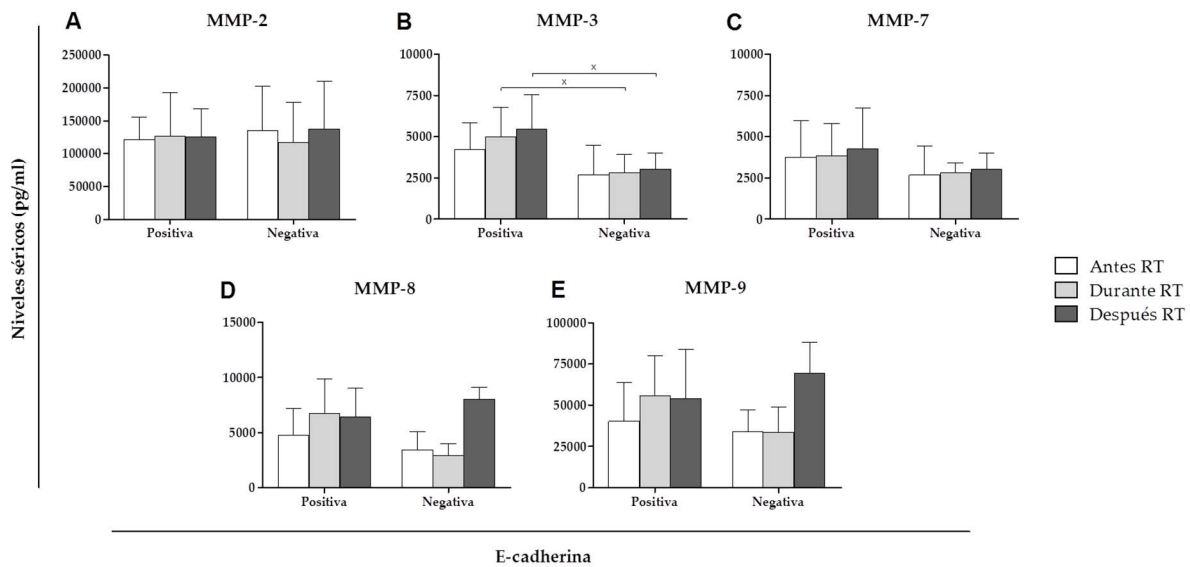 A
MMP-2
B
MMP-3
C
MMP-7
Niveles séricos (pg/ml)
250000
200000
150000
100000
50000
0
Positiva
Negativa
10000
7500
5000
2500
0
x
x
Positiva
Negativa
10000
7500
5000
2500
0
Positiva
Negativa
Antes RT
Durante RT
Después RT
D
MMP-8
E
MMP-9
15000
10000
5000
0
Positiva
Negativa
100000
75000
50000
25000
0
Positiva
Negativa
E-cadherina